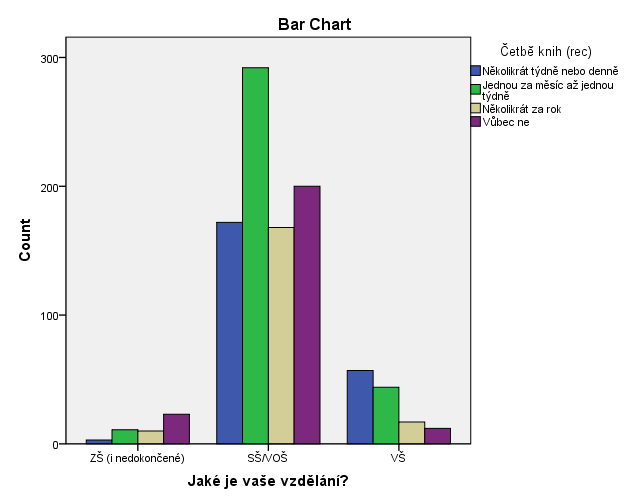 Bar Chart
Četbě knih (rec)
Několikrát týdně nebo denně
Jednou za měsíc až jednou
týdně
Několikrát za rok
Vůbec ne
300
200
100
0
Count
ZŠ (i nedokončené)
SŠ/VOŠ
VŠ
Jaké je vaše vzdělání?